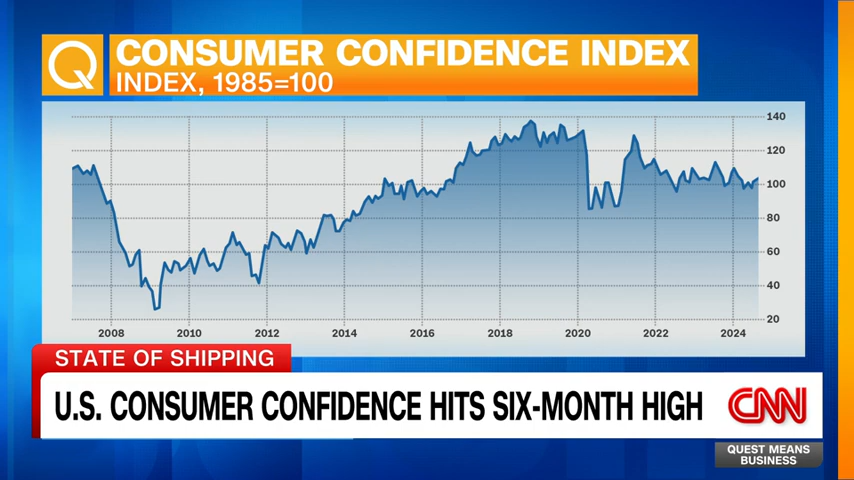 Q
CONSUMER CONFIDENCE INDEX
INDEX, 1985=100
140
120
100
80
60
40
20
2008 2010 2012 2014 2016 2018 2020 2022 2024
STATE OF SHIPPING
U.S. CONSUMER CONFIDENCE HITS SIX-MONTH HIGH
CNN
QUEST MEANS
BUSINESS